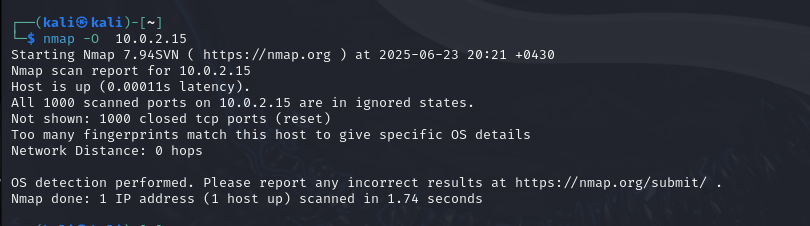 ┌──(kali㉿kali)-[~]
└─$ nmap -O  10.0.2.15
Starting Nmap 7.94SVN ( https://nmap.org ) at 2025-06-23 20:21 +0430
Nmap scan report for 10.0.2.15
Host is up (0.00011s latency).
All 1000 scanned ports on 10.0.2.15 are in ignored states.
Not shown: 1000 closed tcp ports (reset)
Too many fingerprints match this host to give specific OS details
Network Distance: 0 hops

OS detection performed. Please report any incorrect results at https://nmap.org/submit/ .
Nmap done: 1 IP address (1 host up) scanned in 1.74 seconds